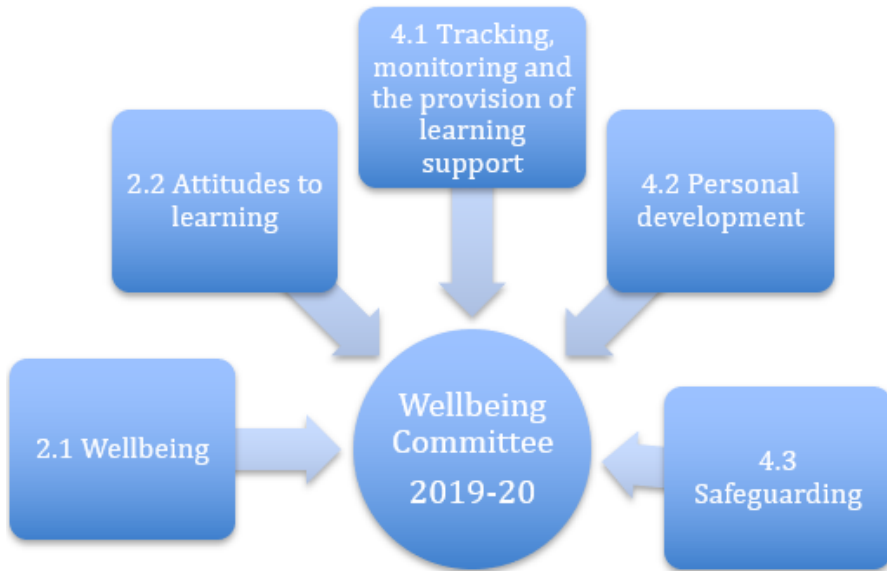 4.1 Tracking,
monitoring and
the provision of
learning
support
2.2 Attitudes to
learning
4.2 Personal
development
2.1 Wellbeing
Wellbeing
Committee
2019-20
4.3
Safeguarding